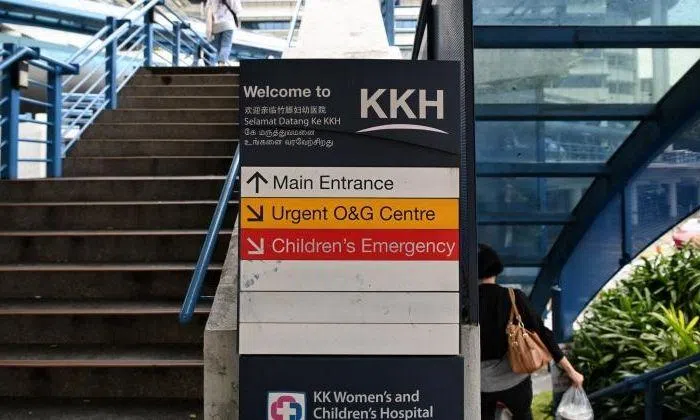 Welcome to
欢迎亲临竹脚妇幼医院
Selamat Datang Ke KKH
கே கே மருத்துவமனை
உங்களை வரவேற்கிறது
KKH
Main Entrance
Urgent O&G Centre
Children's Emergency
KK Women's and
Children's Hospital